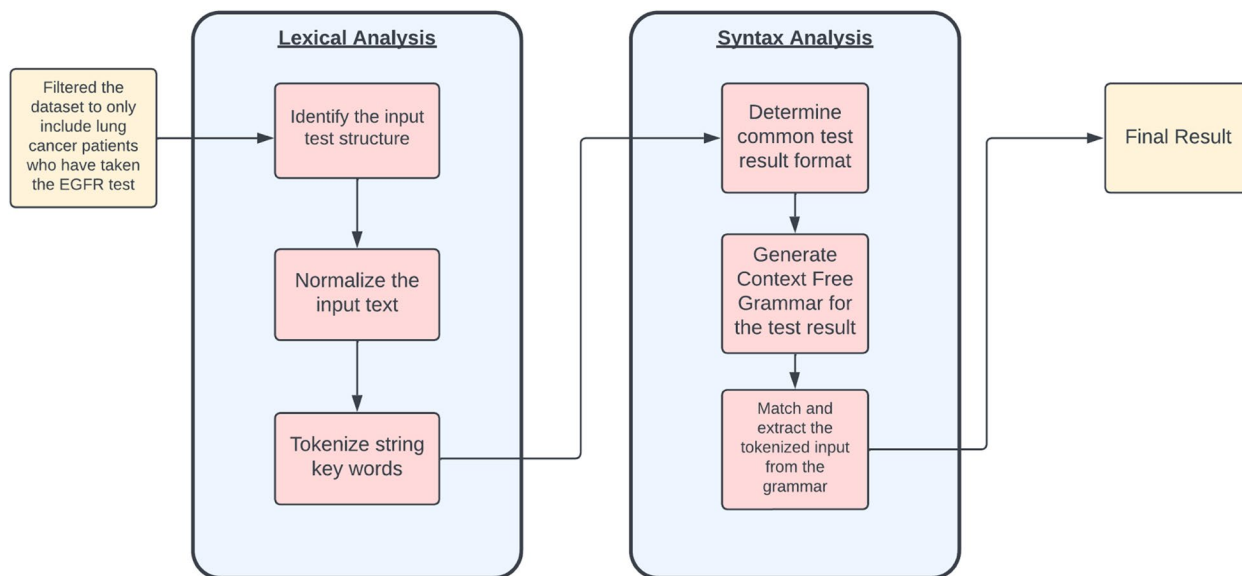 Filtered the
dataset to only
include lung
cancer patients
who have taken
the EGFR test
Lexical Analysis
Identify the input
test structure
Normalize the
input text
Tokenize string
key words
Syntax Analysis
Determine
common test
result format
Generate
Context Free
Grammar for
the test result
Match and
extract the
tokenized input
from the
grammar
Final Result